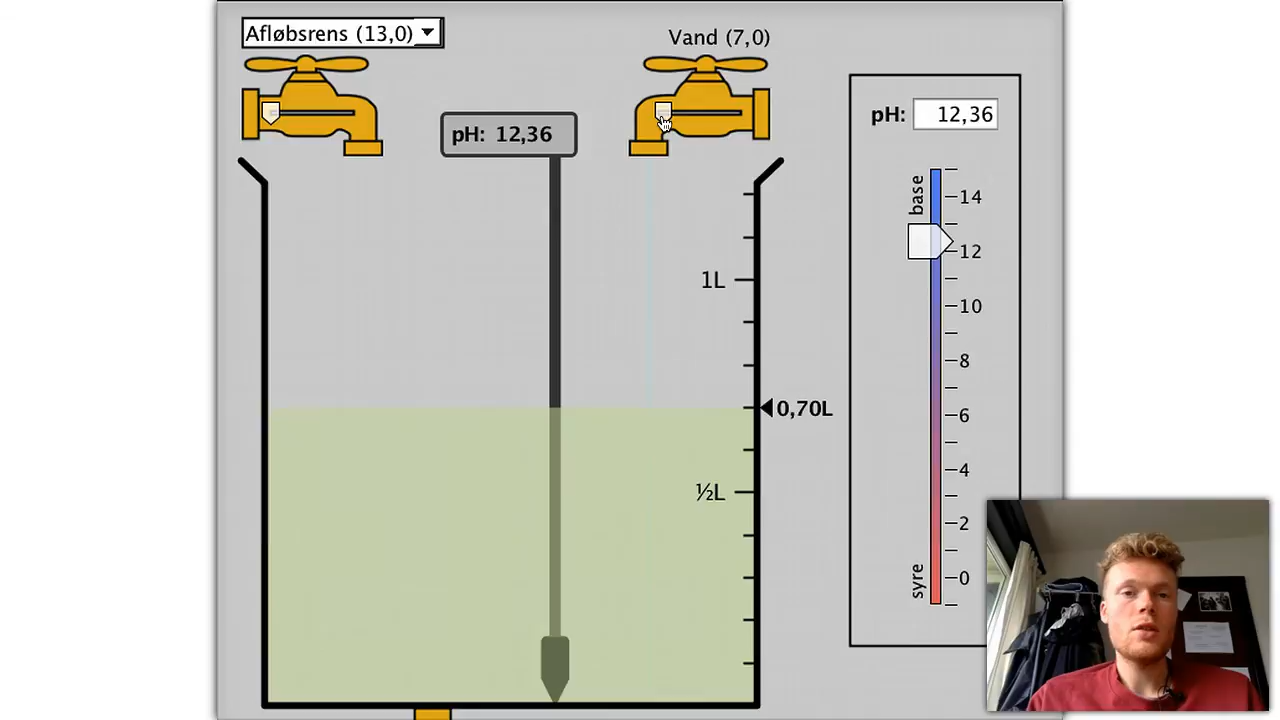 Afløbsrens (13,0)
Vand (7,0)
pH: 12,36
pH: 12,36
base
14
12
10
8
6
4
2
0
syre
1L
0,70L
½L